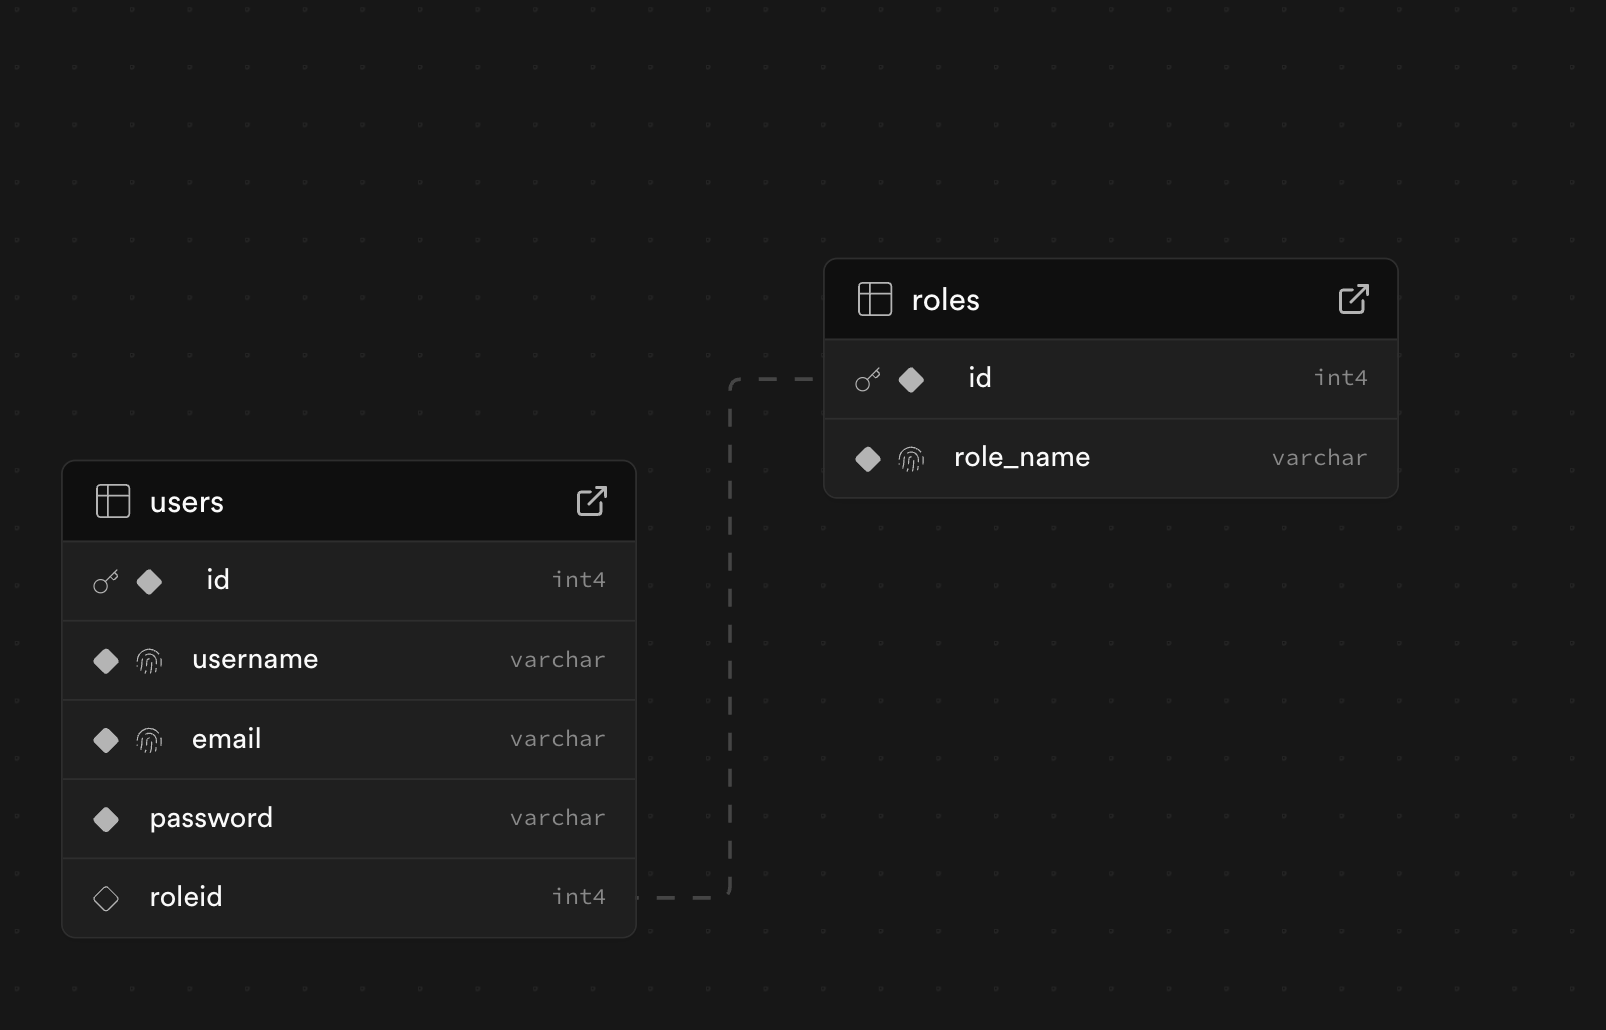 roles
id int4
role_name varchar
users
id int4
username varchar
email varchar
password varchar
roleid int4